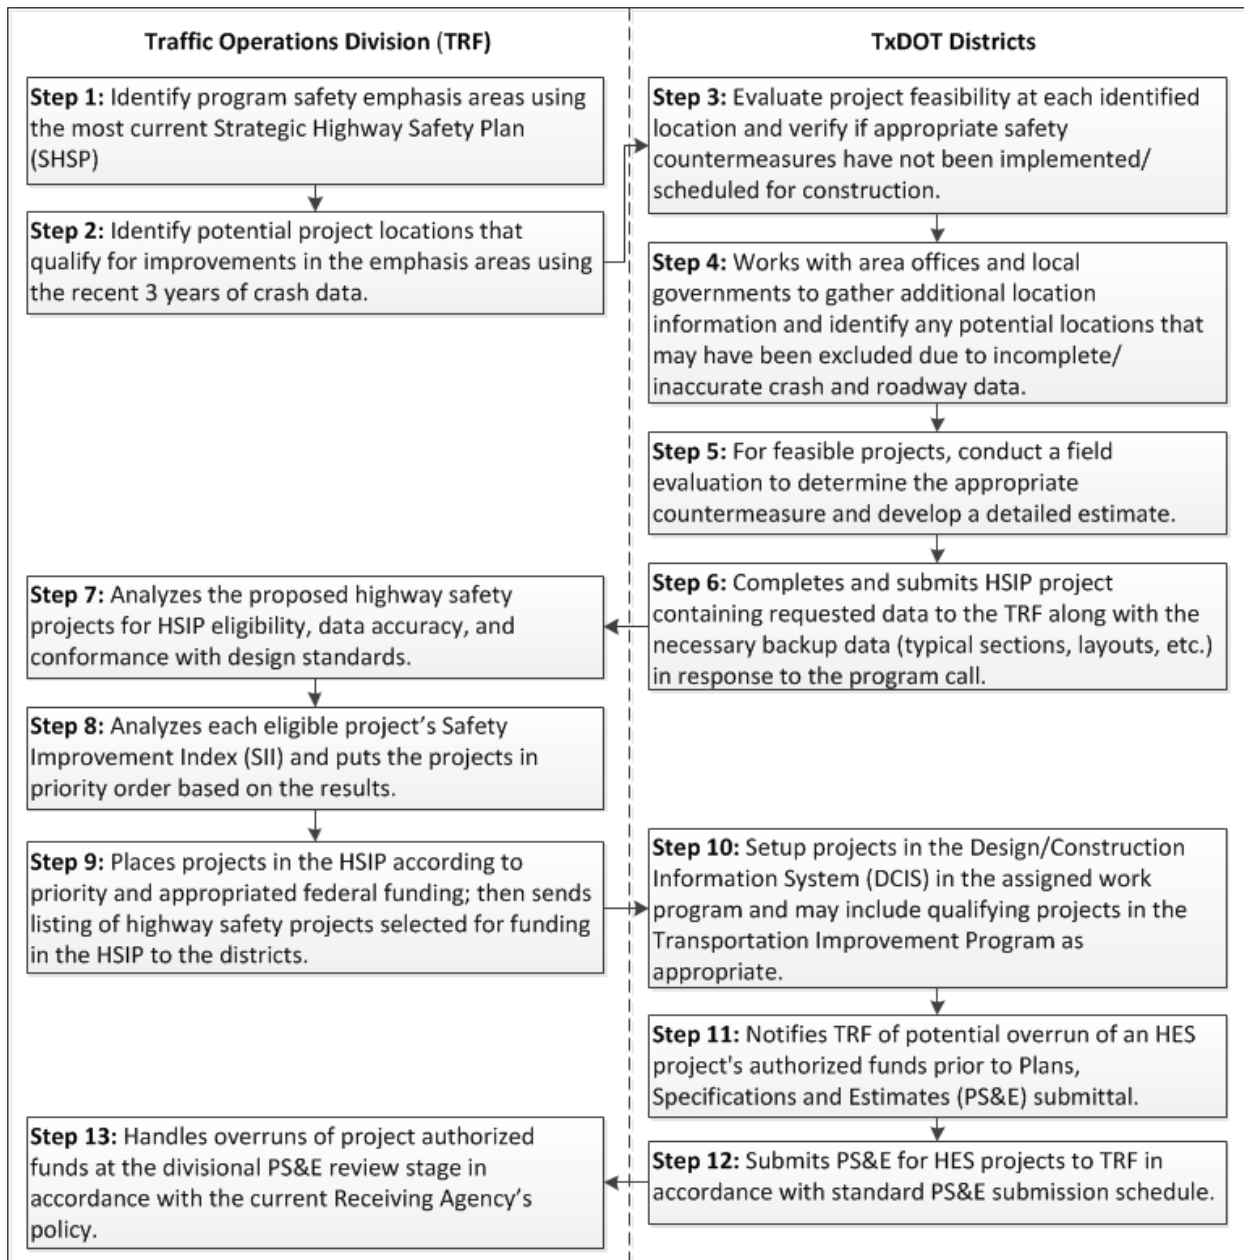 Traffic Operations Division (TRF)
TxDOT Districts
Step 1: Identify program safety emphasis areas using
the most current Strategic Highway Safety Plan
(SHSP)
Step 2: Identify potential project locations that
qualify for improvements in the emphasis areas using
the recent 3 years of crash data.
Step 3: Evaluate project feasibility at each identified
location and verify if appropriate safety
countermeasures have not been implemented/
scheduled for construction.
Step 4: Works with area offices and local
governments to gather additional location
information and identify any potential locations that
may have been excluded due to incomplete/
inaccurate crash and roadway data.
Step 5: For feasible projects, conduct a field
evaluation to determine the appropriate
countermeasure and develop a detailed estimate.
Step 6: Completes and submits HSIP project
containing requested data to the TRF along with the
necessary backup data (typical sections, layouts, etc.)
in response to the program call.
Step 7: Analyzes the proposed highway safety
projects for HSIP eligibility, data accuracy, and
conformance with design standards.
Step 8: Analyzes each eligible project’s Safety
Improvement Index (SII) and puts the projects in
priority order based on the results.
Step 9: Places projects in the HSIP according to
priority and appropriated federal funding; then sends
listing of highway safety projects selected for funding
in the HSIP to the districts.
Step 10: Setup projects in the Design/Construction
Information System (DCIS) in the assigned work
program and may include qualifying projects in the
Transportation Improvement Program as
appropriate.
Step 11: Notifies TRF of potential overrun of an HES
project's authorized funds prior to Plans,
Specifications and Estimates (PS&E) submittal.
Step 12: Submits PS&E for HES projects to TRF in
accordance with standard PS&E submission schedule.
Step 13: Handles overruns of project authorized
funds at the divisional PS&E review stage in
accordance with the current Receiving Agency’s
policy.